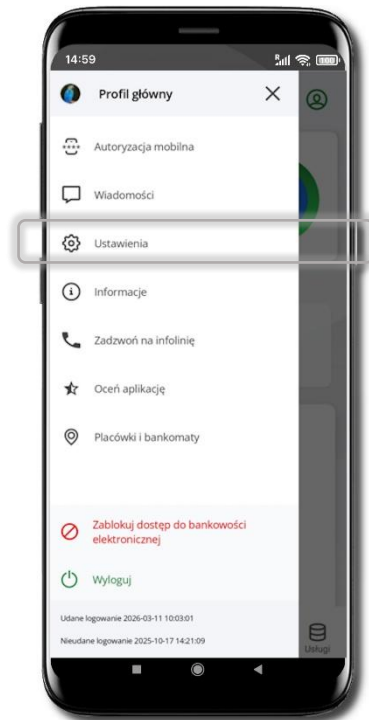 14:59
Profil główny
Autoryzacja mobilna
Wiadomości
Ustawienia
Informacje
Zadzwoń na infolinię
Oceń aplikację
Placówki i bankomaty
Zablokuj dostęp do bankowości
elektronicznej
Wyloguj
Udane logowanie 2026-03-11 10:03:01
Nieudane logowanie 2025-10-17 14:21:09
Usługi